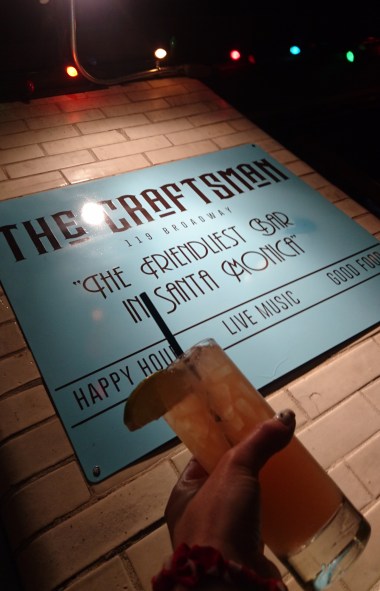 THE CRAFTSMAN
119 BROADWAY
"THE FRIENDLIEST BAR
IN SANTA MONICA"
HAPPY HOU LIVE MUSIC GOOD FOOD